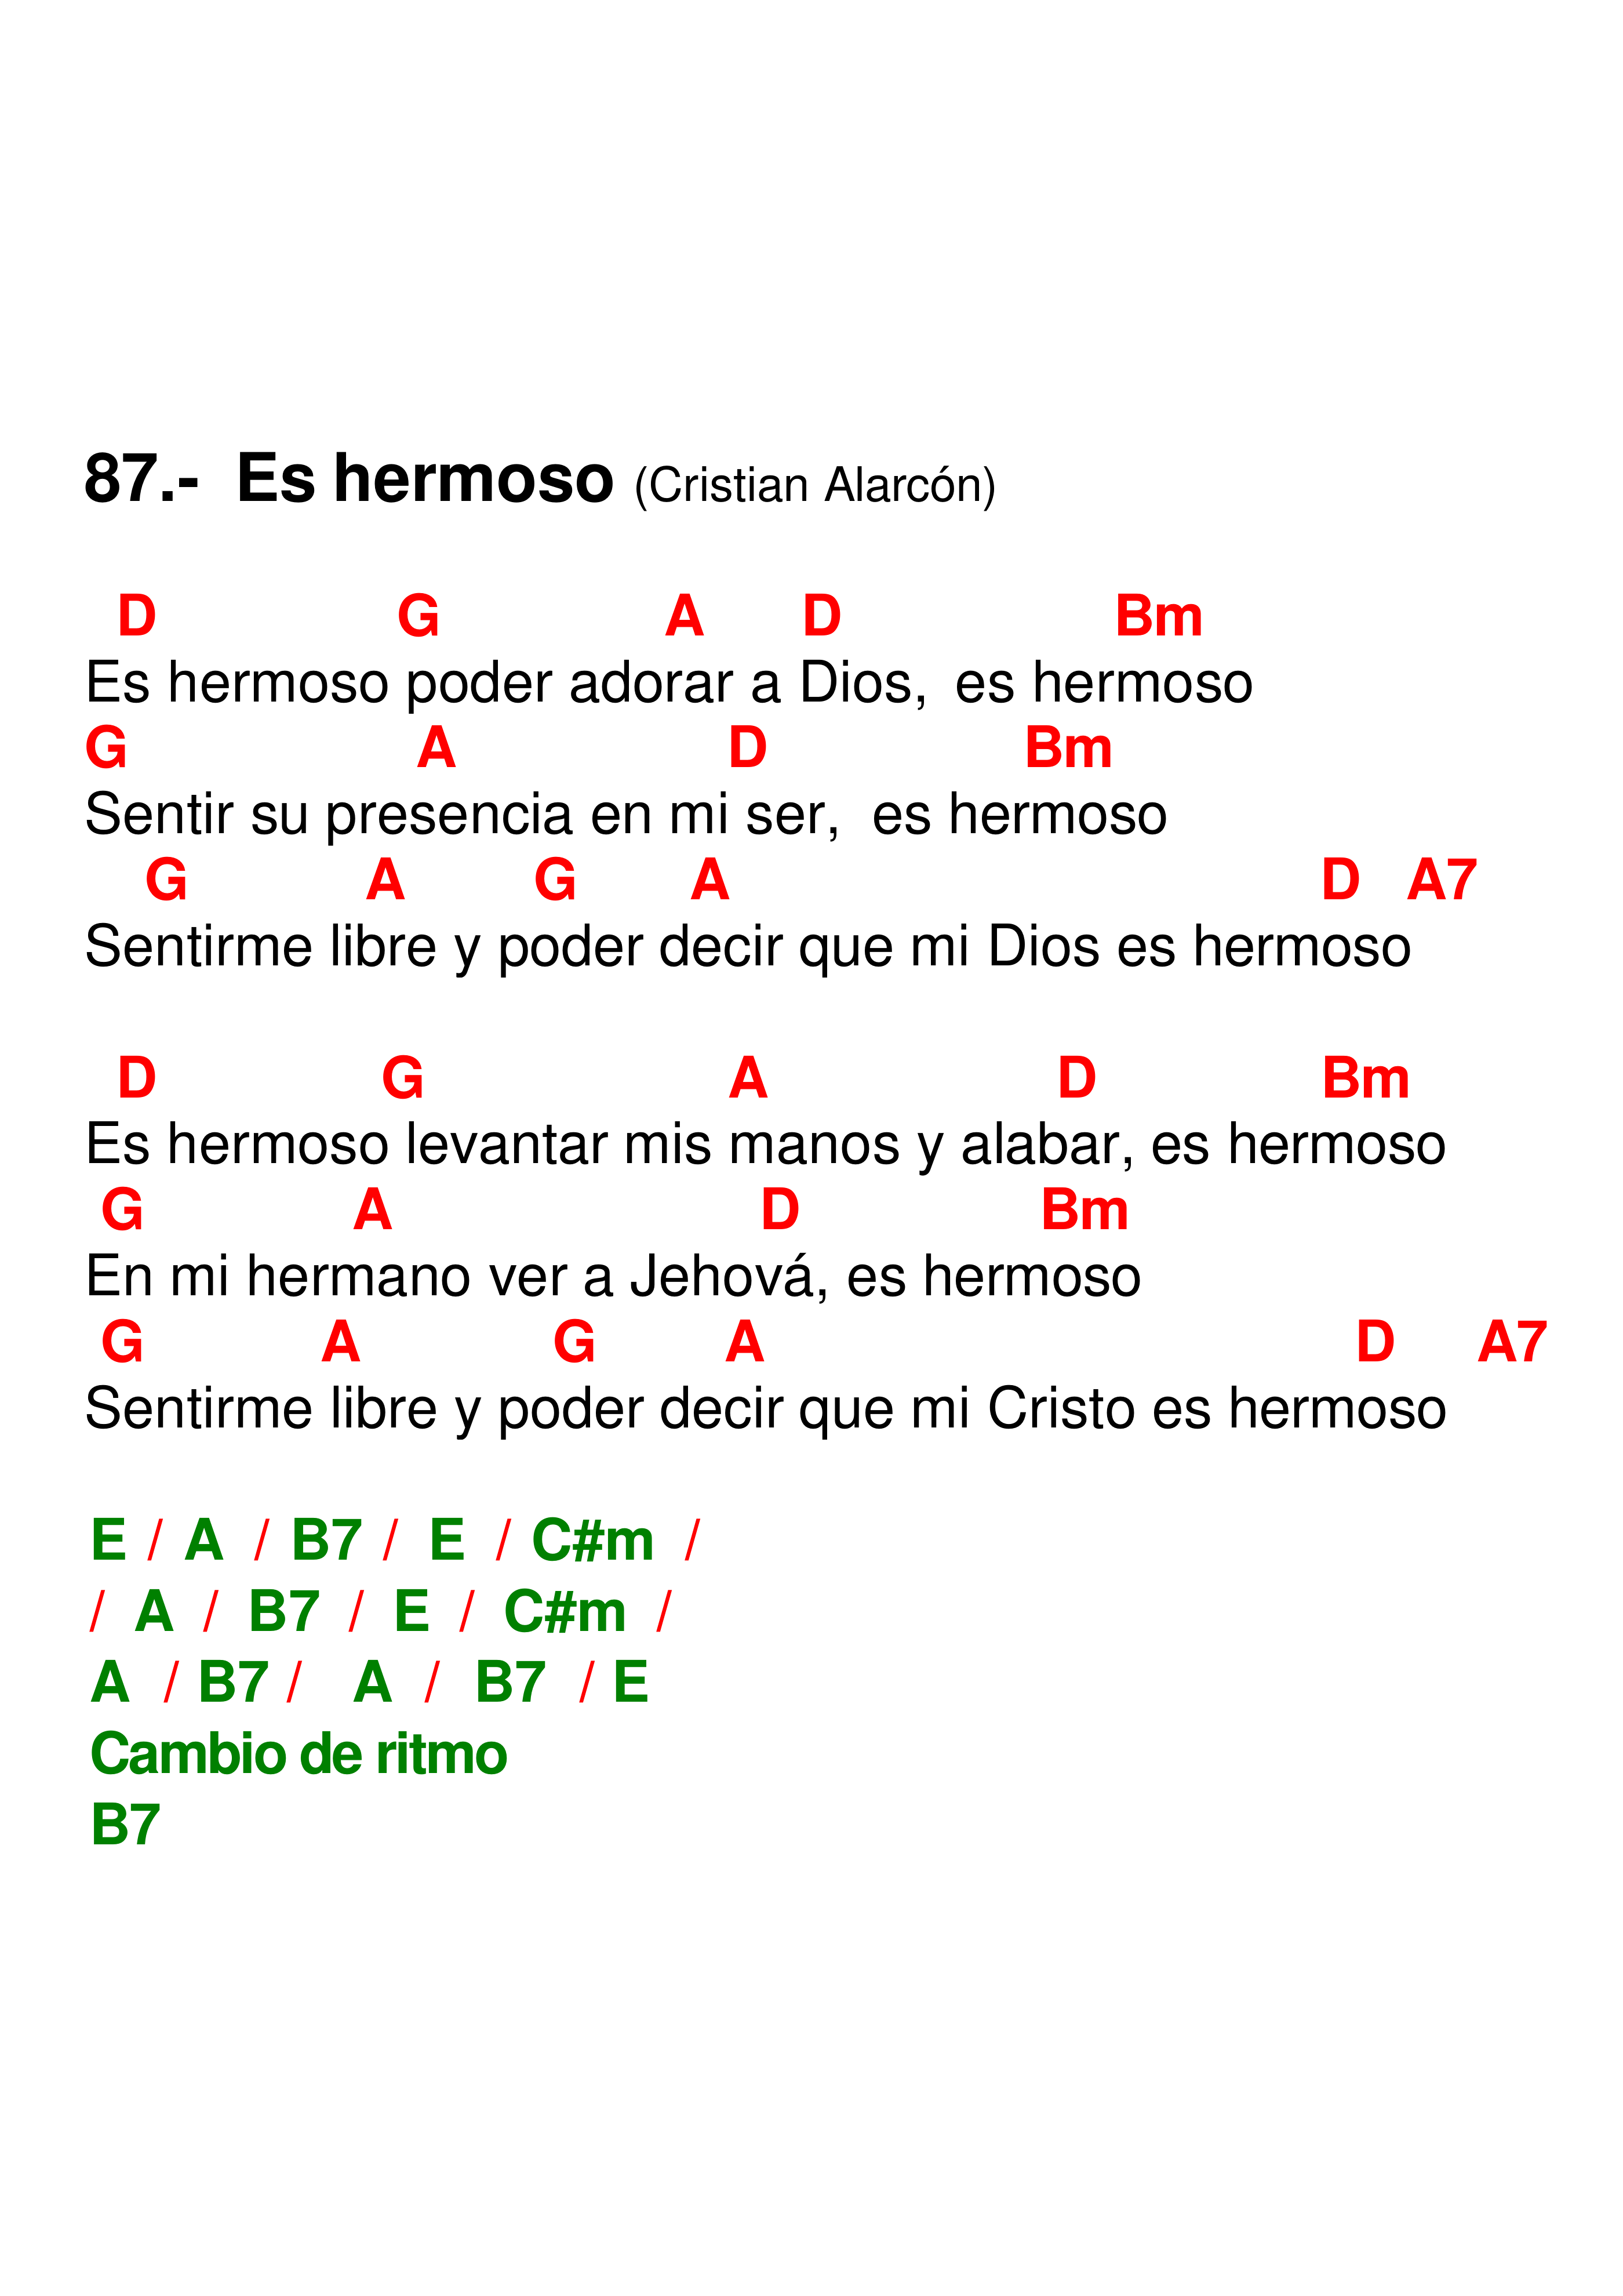 87.-  Es hermoso (Cristian Alarcón)
D G A D Bm
Es hermoso poder adorar a Dios,  es hermoso
G A D Bm
Sentir su presencia en mi ser,  es hermoso
G A G A D A7
Sentirme libre y poder decir que mi Dios es hermoso
D G A D Bm
Es hermoso levantar mis manos y alabar, es hermoso
G A D Bm
En mi hermano ver a Jehová, es hermoso
G A G A D A7
Sentirme libre y poder decir que mi Cristo es hermoso
E / A / B7 / E / C#m /
/ A / B7 / E / C#m /
A / B7 / A / B7 / E
Cambio de ritmo
B7